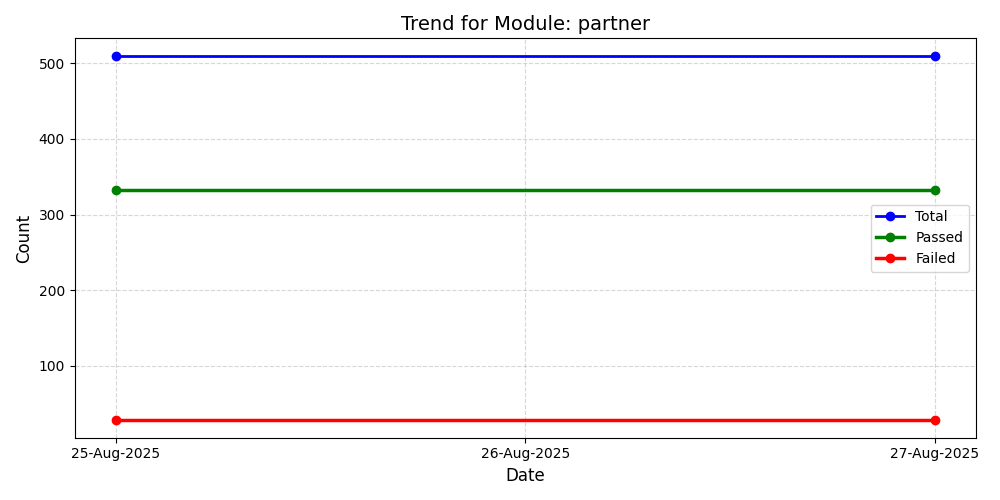 Trend for Module: partner
500
400
300
200
100
Count
Total
Passed
Failed
25-Aug-2025 26-Aug-2025 27-Aug-2025
Date